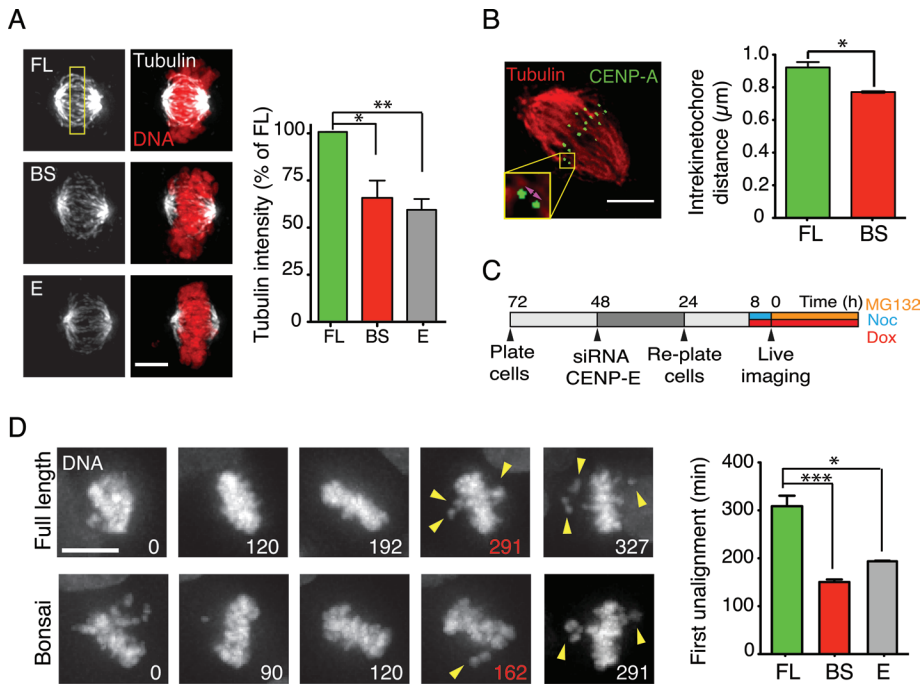 A
FL
Tubulin
DNA
BS
E
Tubulin intensity (% of FL)
100
75
50
25
0
*
**
FL BS E
B
Tubulin CENP-A
Intrekinetochore
distance (µm)
1.0
0.8
0.6
0.4
0.2
0
*
FL BS
C
72 48 24 8 0 Time (h)
MG132
Noc
Dox
Plate
cells
siRNA
CENP-E
Re-plate
cells
Live
imaging
D
Full length
DNA
0 120 192 291 327
Bonsai
0 90 120 162 291
First unalignment (min)
400
300
200
100
0
*
***
FL BS E